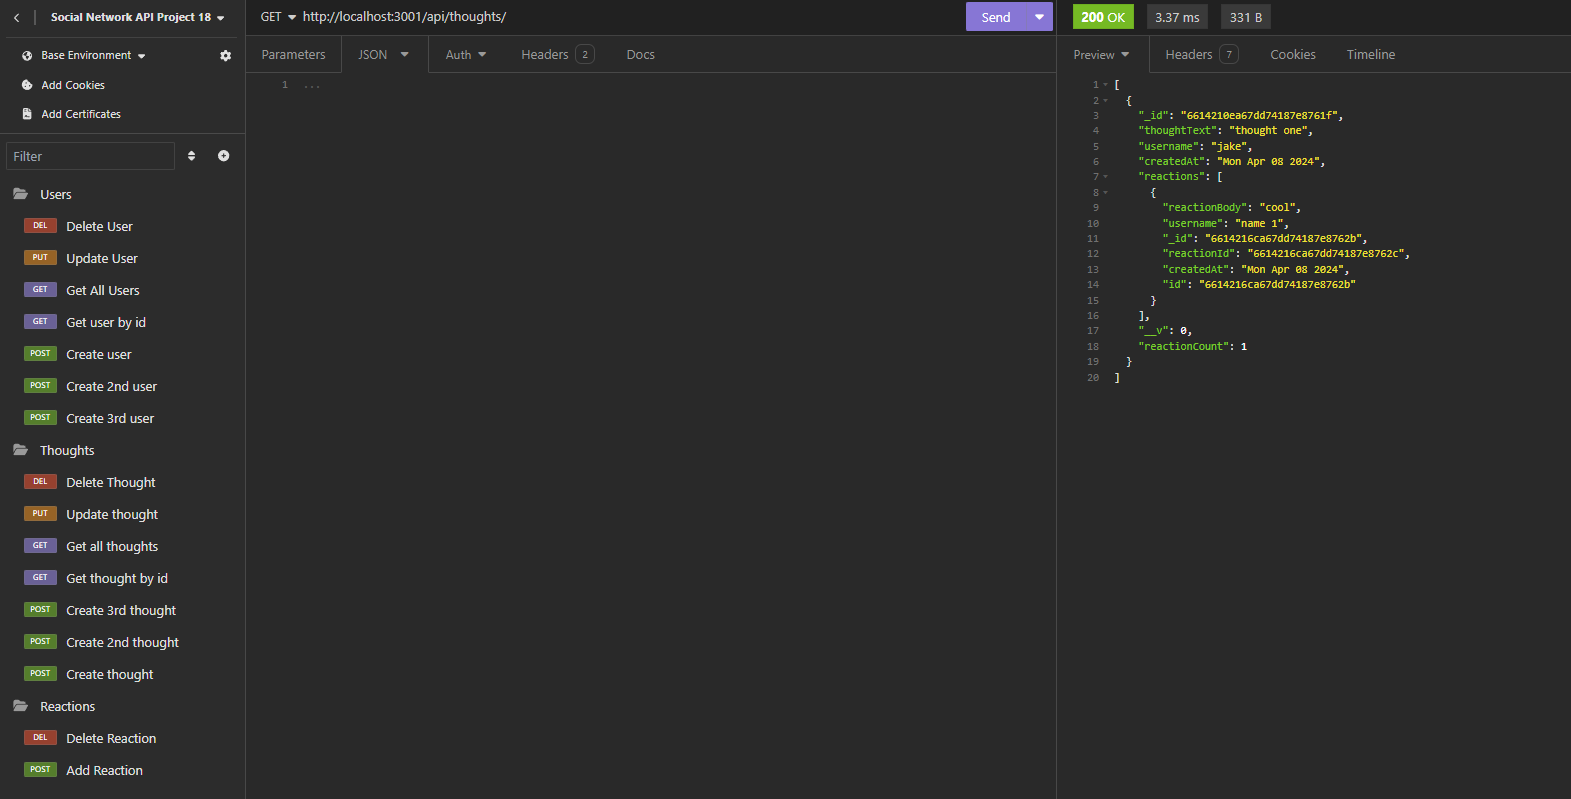 Social Network API Project 18
Base Environment
Add Cookies
Add Certificates
Filter
Users
DEL Delete User
PUT Update User
GET Get All Users
GET Get user by id
POST Create user
POST Create 2nd user
POST Create 3rd user
Thoughts
DEL Delete Thought
PUT Update thought
GET Get all thoughts
GET Get thought by id
POST Create 3rd thought
POST Create 2nd thought
POST Create thought
Reactions
DEL Delete Reaction
POST Add Reaction
GET http://localhost:3001/api/thoughts/ Send
Parameters JSON Auth Headers 2 Docs
1 ...
200 OK 3.37 ms 331 B
Preview Headers 7 Cookies Timeline
1 [
2 {
3 "_id": "6614210ea67dd74187e8761f",
4 "thoughtText": "thought one",
5 "username": "jake",
6 "createdAt": "Mon Apr 08 2024",
7 "reactions": [
8 {
9 "reactionBody": "cool",
10 "username": "name 1",
11 "_id": "6614216ca67dd74187e8762b",
12 "reactionId": "6614216ca67dd74187e8762c",
13 "createdAt": "Mon Apr 08 2024",
14 "id": "6614216ca67dd74187e8762b"
15 }
16 ],
17 "__v": 0,
18 "reactionCount": 1
19 }
20 ]